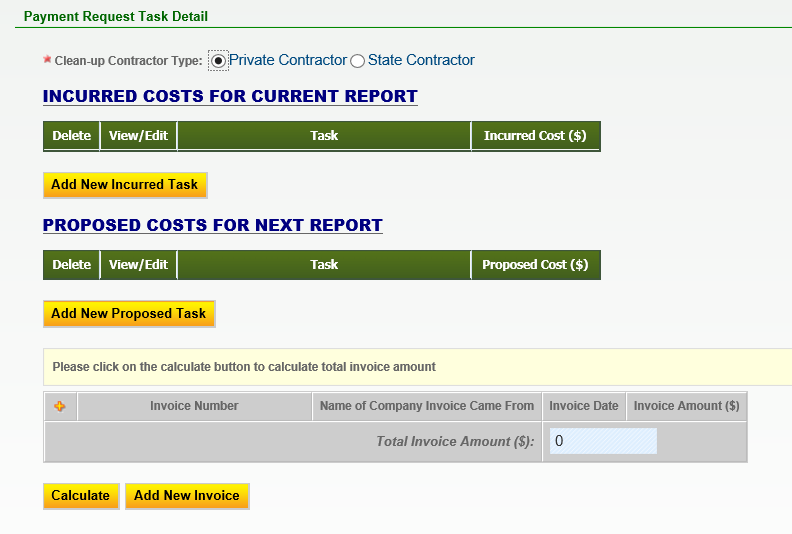 Payment Request Task Detail
* Clean-up Contractor Type: Private Contractor State Contractor
INCURRED COSTS FOR CURRENT REPORT
Delete View/Edit Task Incurred Cost ($)
Add New Incurred Task
PROPOSED COSTS FOR NEXT REPORT
Delete View/Edit Task Proposed Cost ($)
Add New Proposed Task
Please click on the calculate button to calculate total invoice amount
Invoice Number Name of Company Invoice Came From Invoice Date Invoice Amount ($)
Total Invoice Amount ($): 0
Calculate Add New Invoice